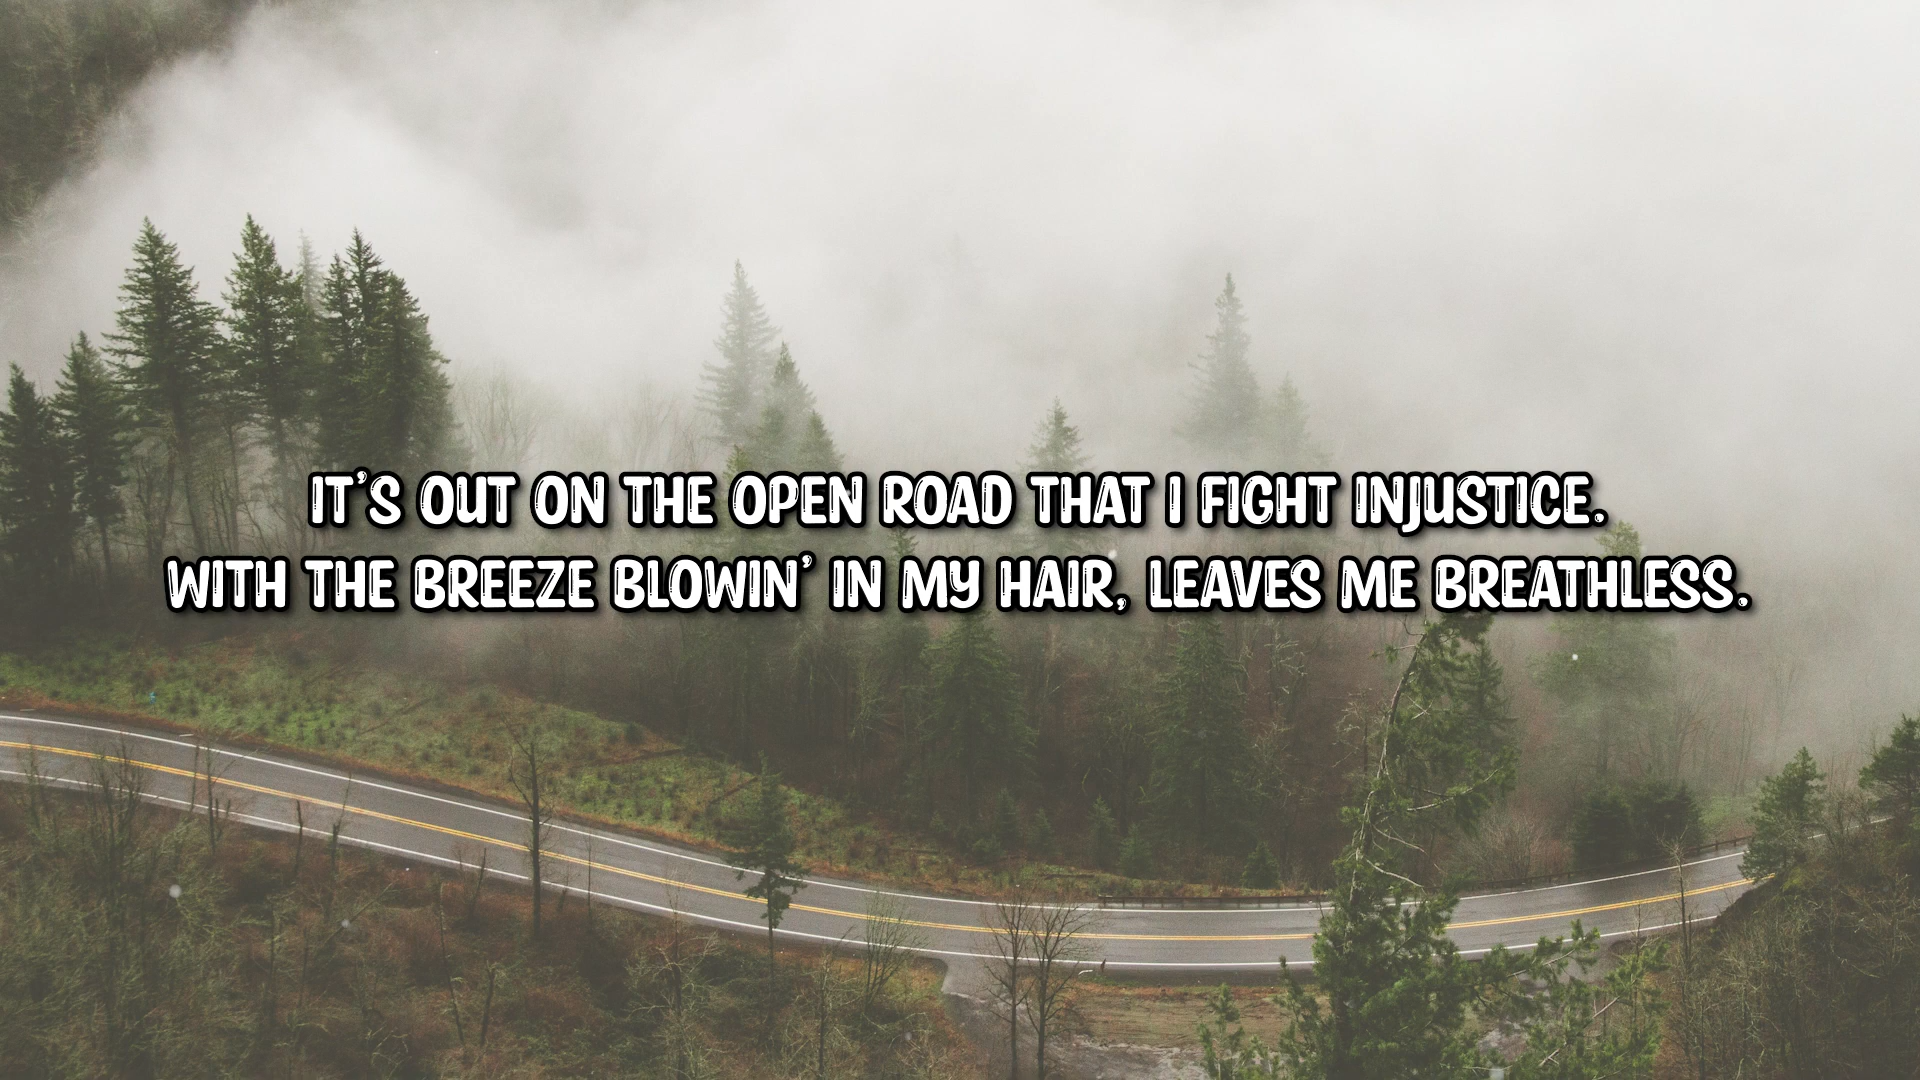 IT'S OUT ON THE OPEN ROAD THAT I FIGHT INJUSTICE.
WITH THE BREEZE BLOWIN' IN MY HAIR, LEAVES ME BREATHLESS.